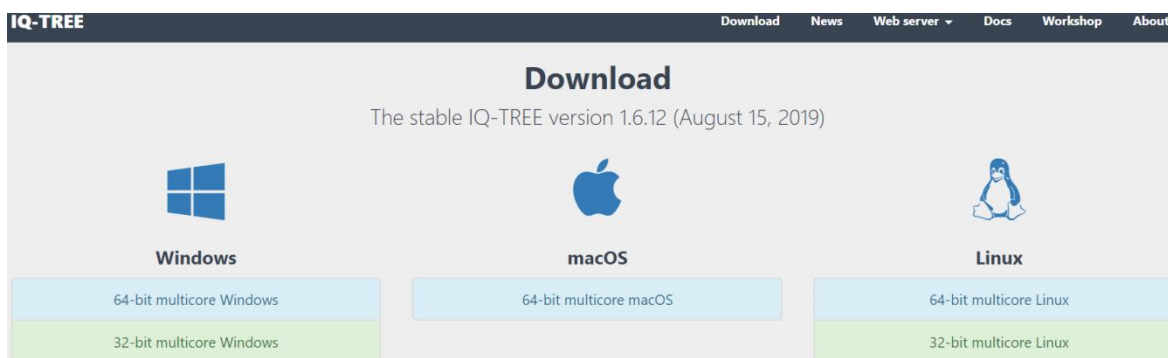 IQ-TREE Download News Web server Docs Workshop About
Download
The stable IQ-TREE version 1.6.12 (August 15, 2019)
Windows macOS Linux
64-bit multicore Windows 64-bit multicore macOS 64-bit multicore Linux
32-bit multicore Windows 32-bit multicore Linux